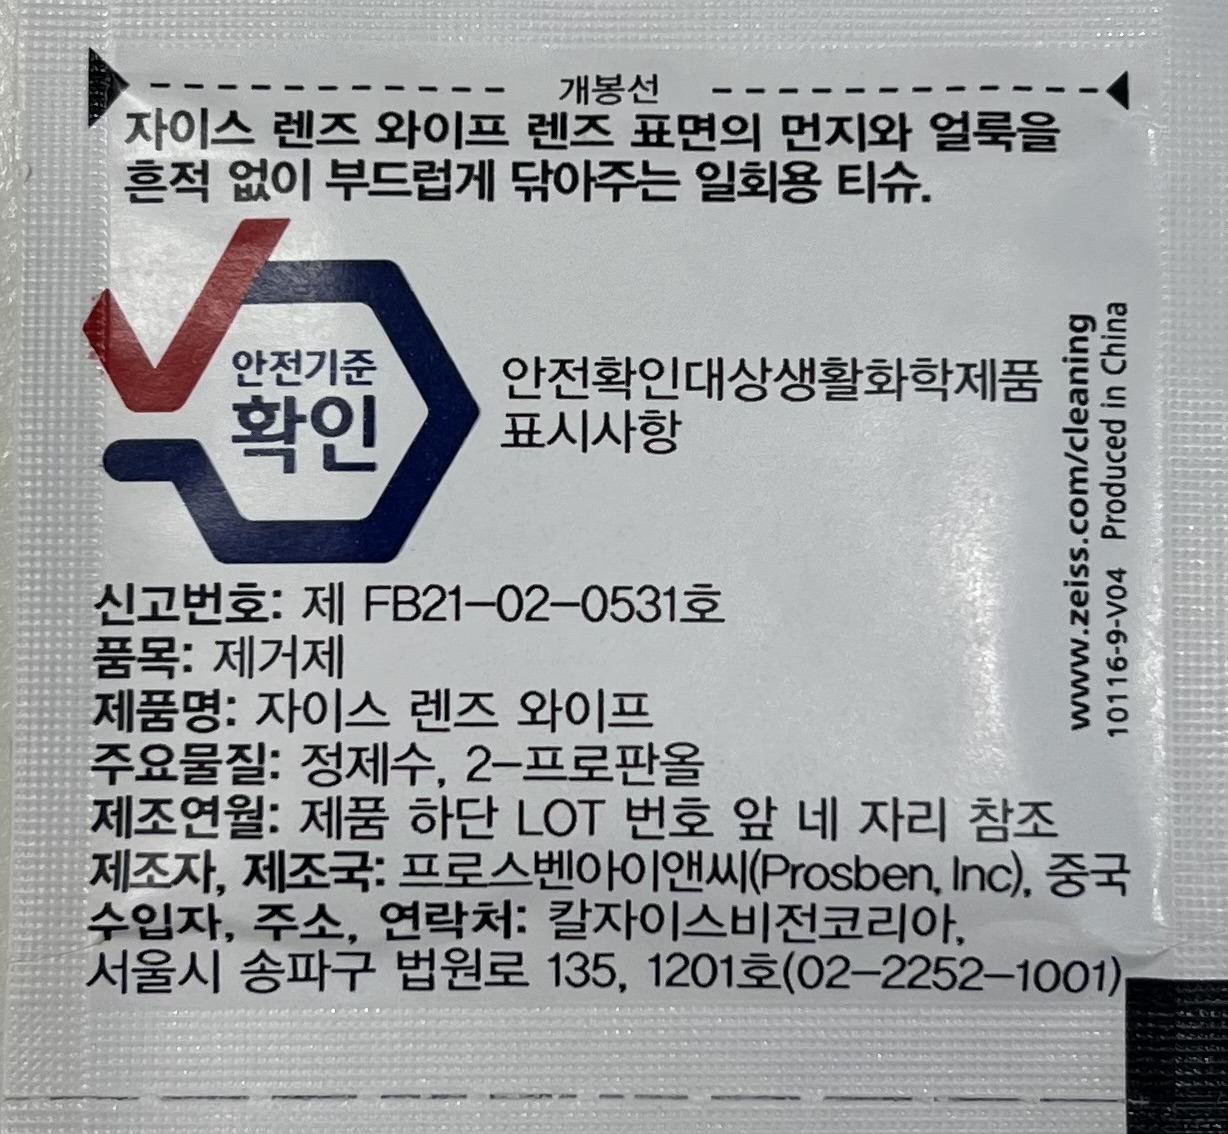 개봉선
자이스 렌즈 와이프 렌즈 표면의 먼지와 얼룩을
흔적 없이 부드럽게 닦아주는 일회용 티슈.
안전기준
확인
안전확인대상생활화학제품
표시사항
신고번호: 제 FB21-02-0531호
품목: 제거제
제품명: 자이스 렌즈 와이프
주요물질: 정제수, 2-프로판올
제조연월: 제품 하단 LOT 번호 앞 네 자리 참조
제조자, 제조국: 프로스벤아이앤씨(Prosben, Inc), 중국
수입자, 주소, 연락처: 칼자이스비전코리아,
서울시 송파구 법원로 135, 1201호(02-2252-1001)
www.zeiss.com/cleaning
10116-9-V04 Produced in China